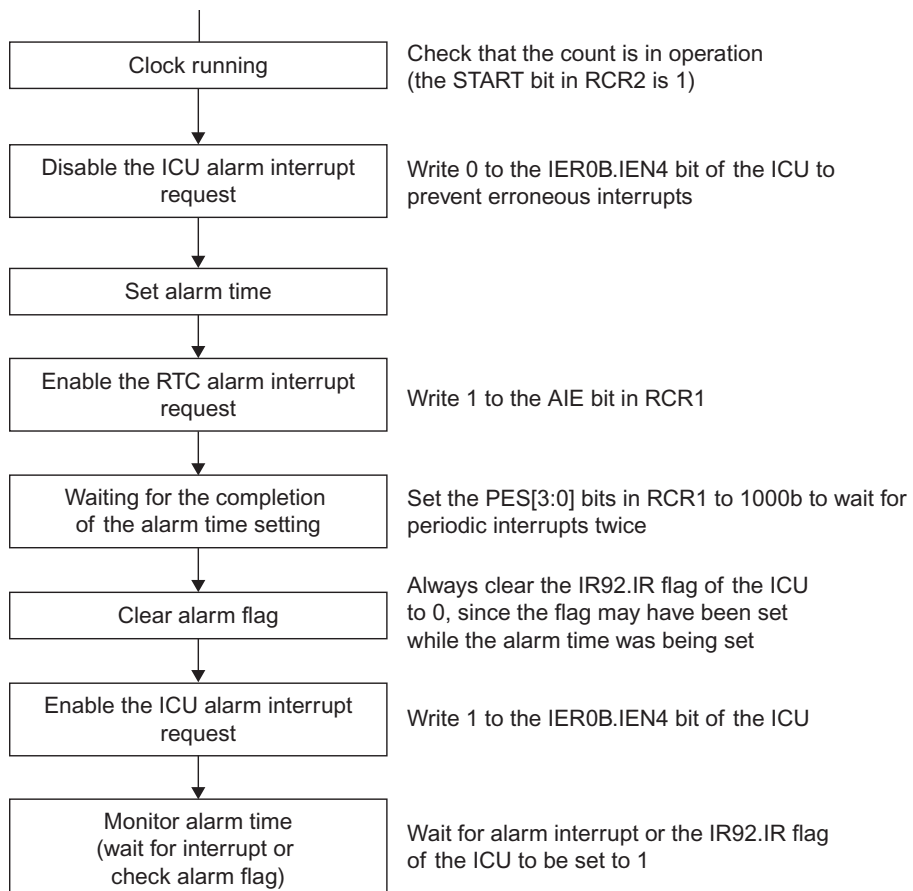 Clock running
Check that the count is in operation
(the START bit in RCR2 is 1)
Disable the ICU alarm interrupt
request
Write 0 to the IER0B.IEN4 bit of the ICU to
prevent erroneous interrupts
Set alarm time
Enable the RTC alarm interrupt
request
Write 1 to the AIE bit in RCR1
Waiting for the completion
of the alarm time setting
Set the PES[3:0] bits in RCR1 to 1000b to wait for
periodic interrupts twice
Clear alarm flag
Always clear the IR92.IR flag of the ICU
to 0, since the flag may have been set
while the alarm time was being set
Enable the ICU alarm interrupt
request
Write 1 to the IER0B.IEN4 bit of the ICU
Monitor alarm time
(wait for interrupt or
check alarm flag)
Wait for alarm interrupt or the IR92.IR flag
of the ICU to be set to 1